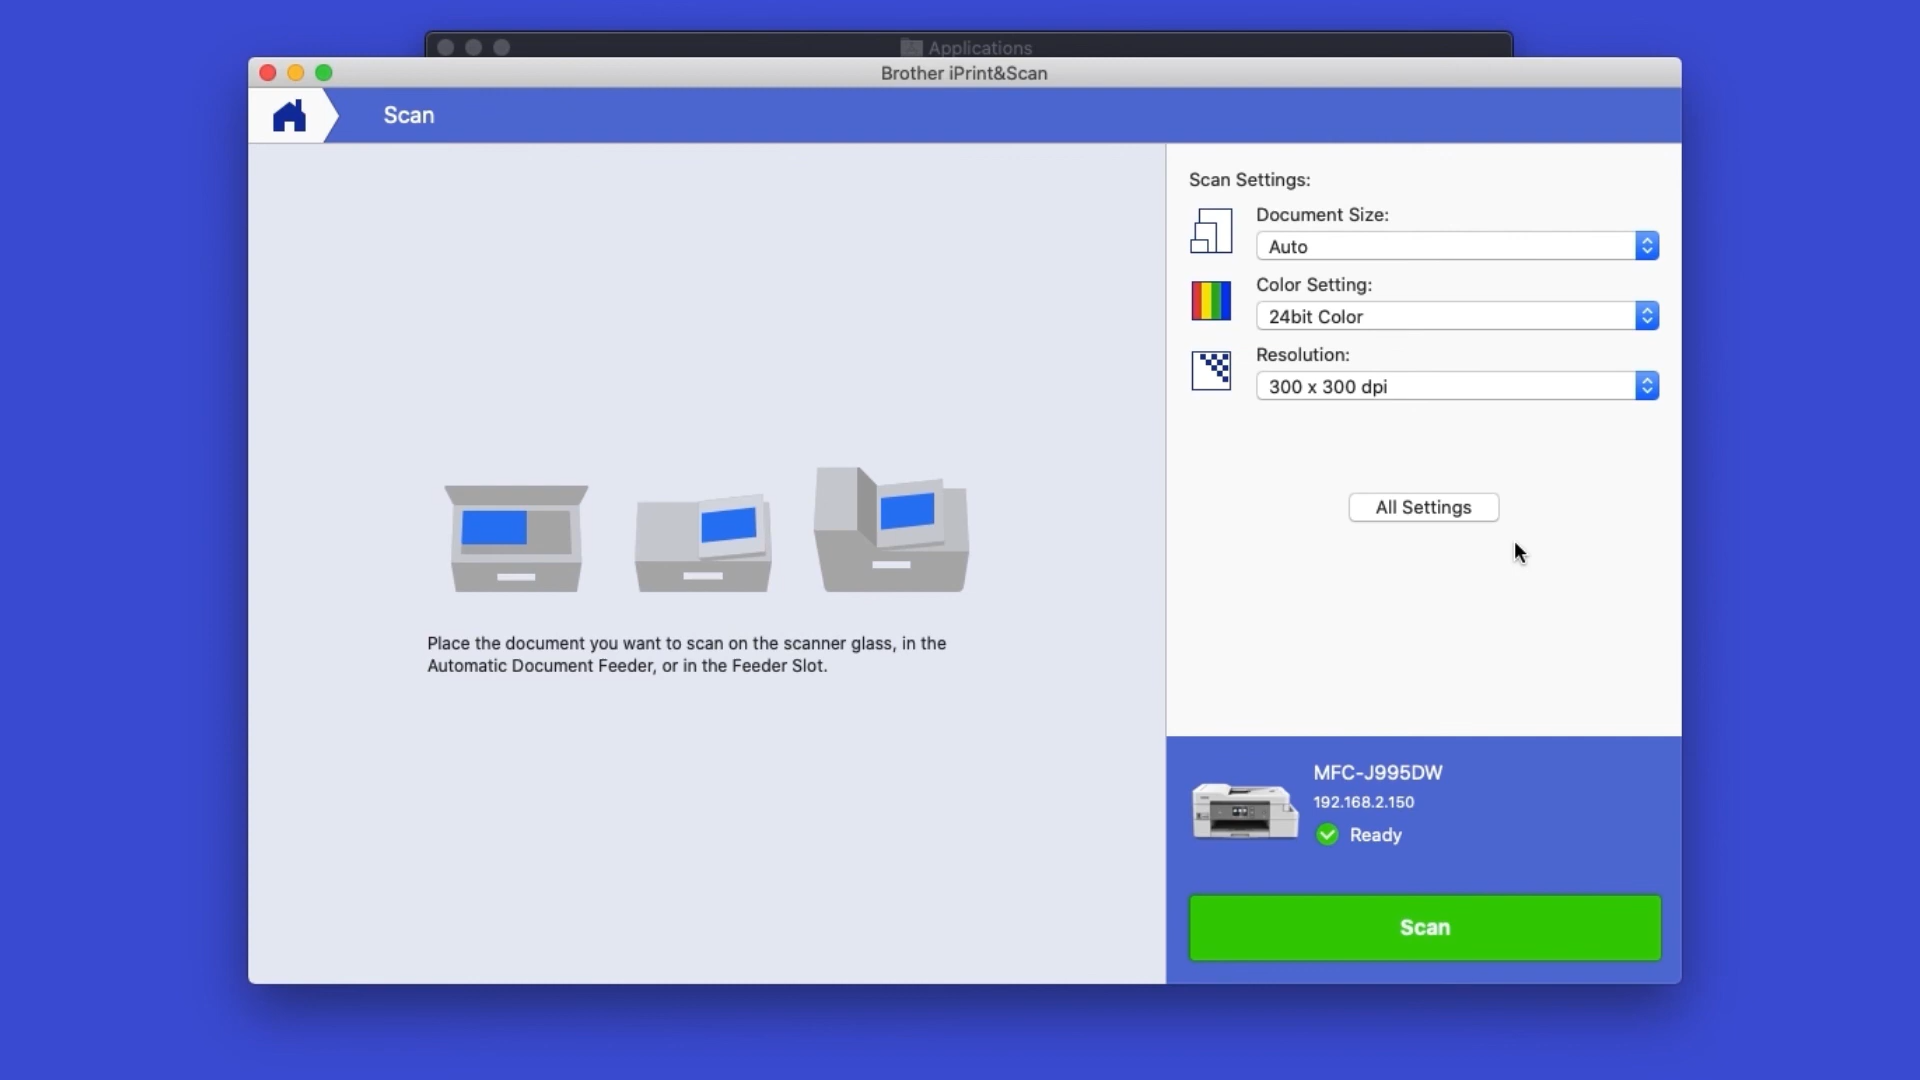 Applications
Brother iPrint&Scan
Scan
Scan Settings:
Document Size:
Auto
Color Setting:
24bit Color
Resolution:
300 x 300 dpi
All Settings
Place the document you want to scan on the scanner glass, in the
Automatic Document Feeder, or in the Feeder Slot.
MFC-J995DW
192.168.2.150
Ready
Scan